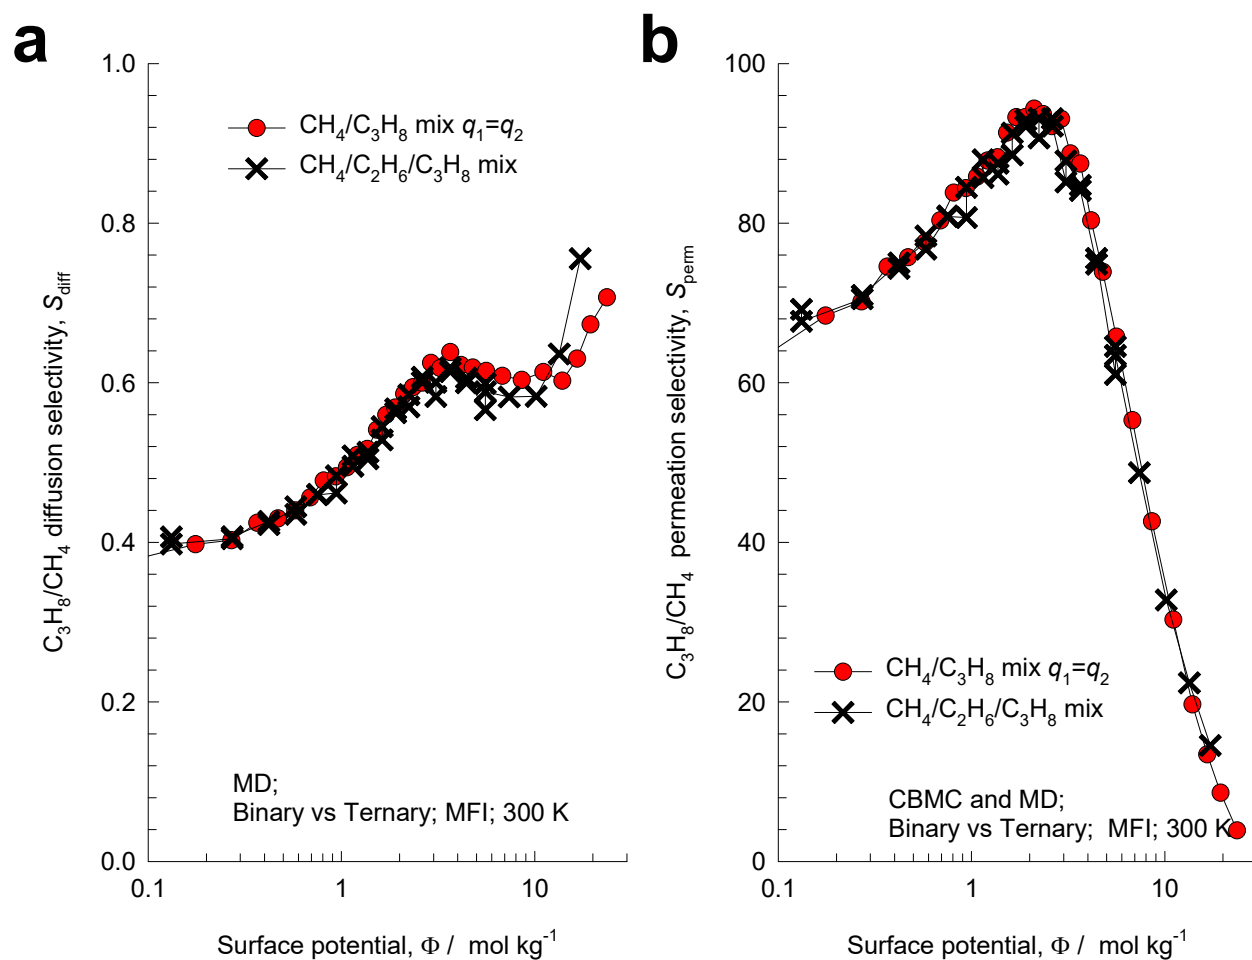 a
1.0
0.8
0.6
0.4
0.2
0.0
C3H8/CH4 diffusion selectivity, Sdiff
CH4/C3H8 mix q1=q2
CH4/C2H6/C3H8 mix
MD;
Binary vs Ternary; MFI; 300 K
0.1 1 10
Surface potential, Φ / mol kg-1
b
100
80
60
40
20
0
C3H8/CH4 permeation selectivity, Sperm
CH4/C3H8 mix q1=q2
CH4/C2H6/C3H8 mix
CBMC and MD;
Binary vs Ternary; MFI; 300 K
0.1 1 10
Surface potential, Φ / mol kg-1